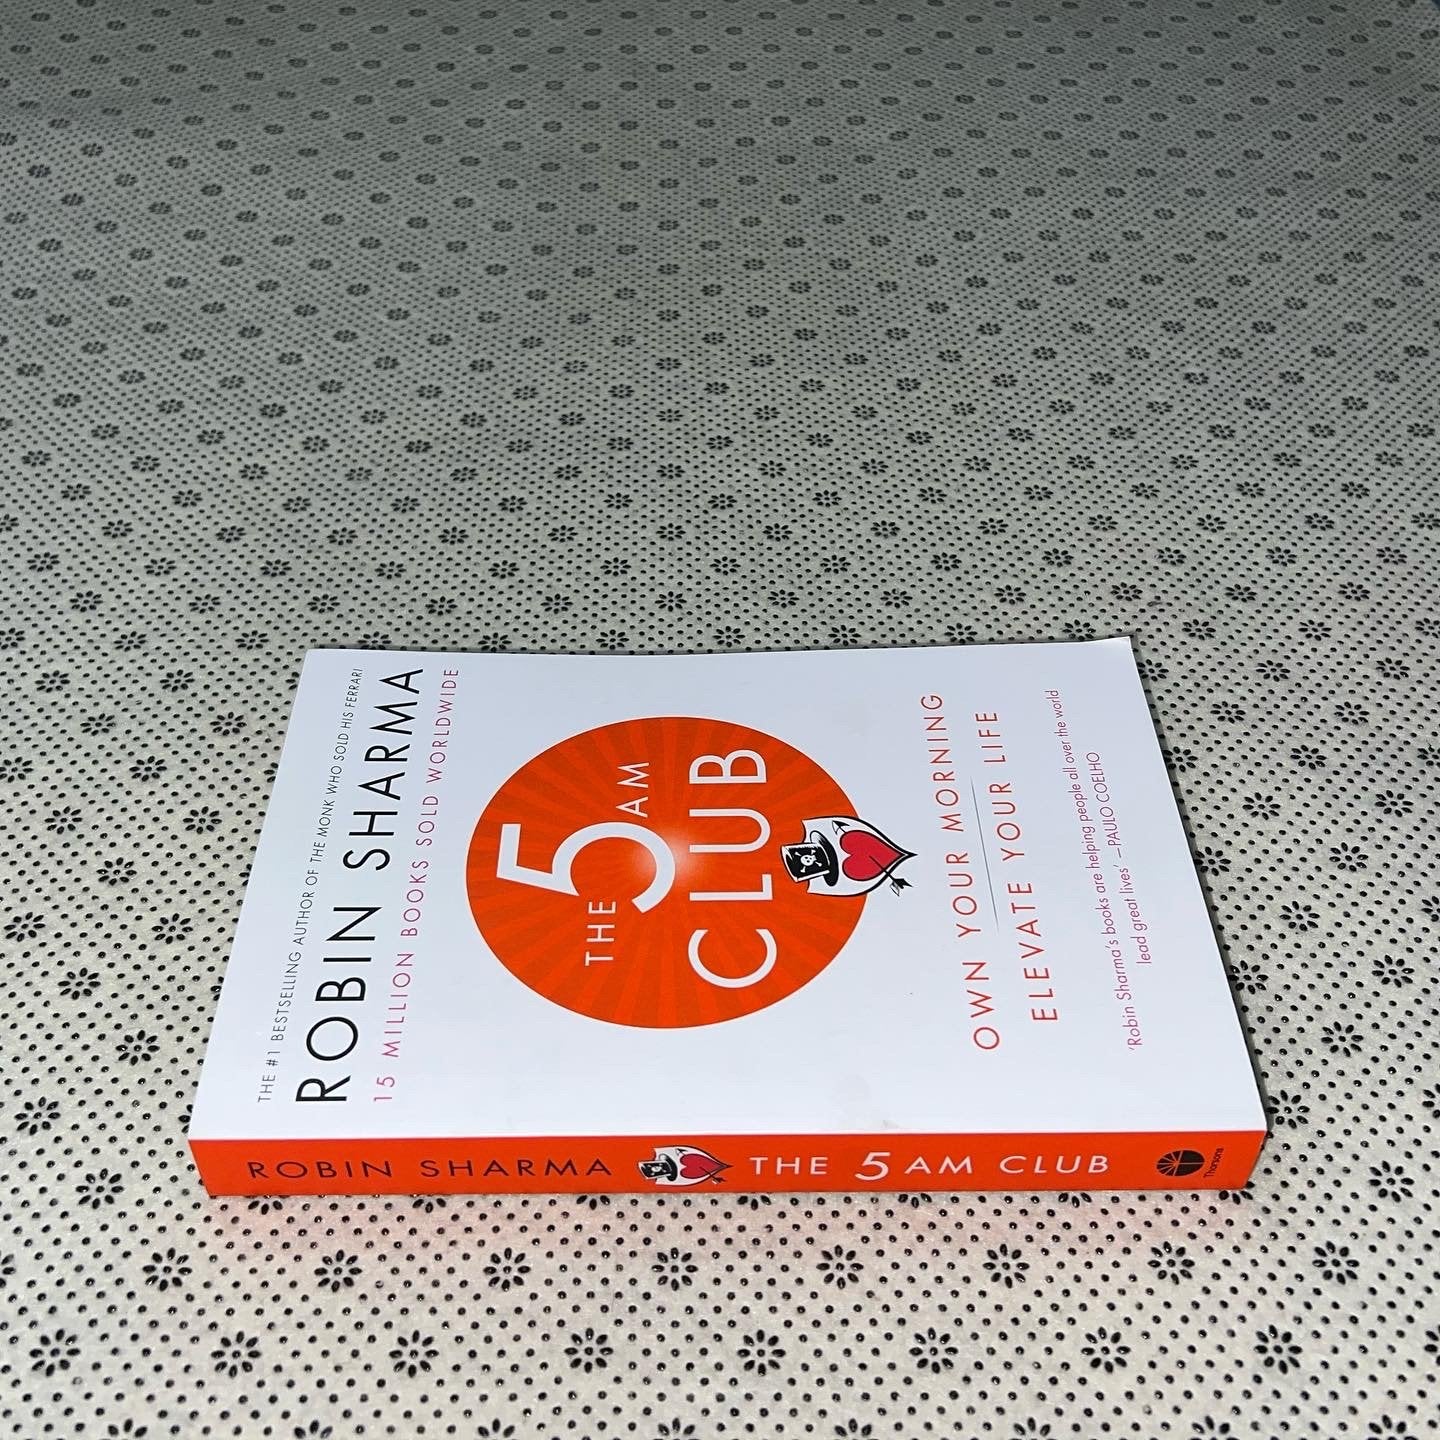 THE #1 BESTSELLING AUTHOR OF THE MONK WHO SOLD HIS FERRARI
ROBIN SHARMA
15 MILLION BOOKS SOLD WORLDWIDE
THE 5 AM
CLUB
OWN YOUR MORNING
ELEVATE YOUR LIFE
'Robin Sharma's books are helping people all over the world
lead great lives' – PAULO COELHO
ROBIN SHARMA THE 5 AM CLUB
Thorsons